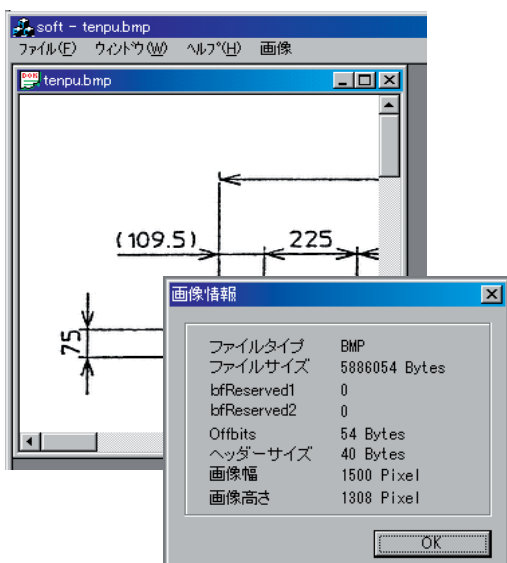 soft - tenpu.bmp
ファイル(F) ウィンドウ(W) ヘルプ(H) 画像
tenpu.bmp
(109.5) 225
75
画像情報
ファイルタイプ BMP
ファイルサイズ 5886054 Bytes
bfReserved1 0
bfReserved2 0
Offbits 54 Bytes
ヘッダーサイズ 40 Bytes
画像幅 1500 Pixel
画像高さ 1308 Pixel
OK